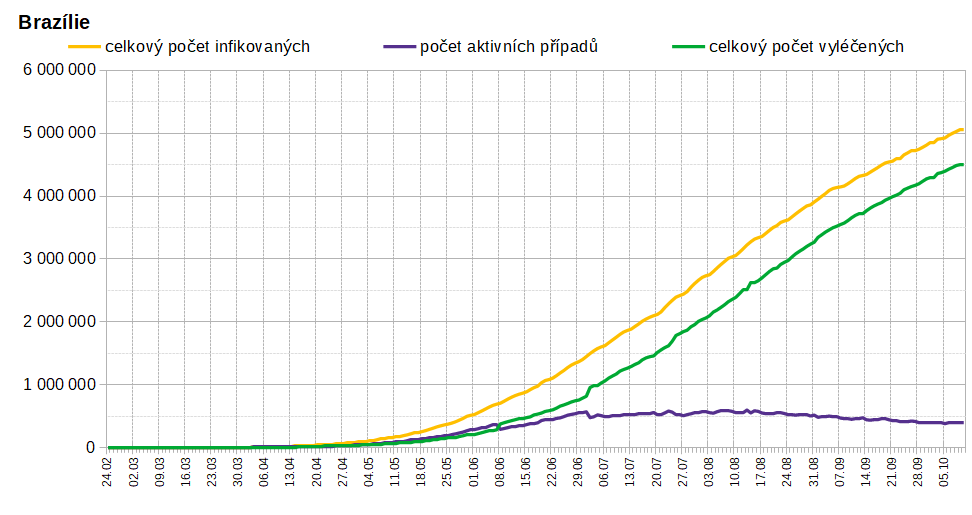 Brazílie
celkový počet infikovaných počet aktivních případů celkový počet vyléčených
6 000 000
5 000 000
4 000 000
3 000 000
2 000 000
1 000 000
0
24.02 02.03 09.03 16.03 23.03 30.03 06.04 13.04 20.04 27.04 04.05 11.05 18.05 25.05 01.06 08.06 15.06 22.06 29.06 06.07 13.07 20.07 27.07 03.08 10.08 17.08 24.08 31.08 07.09 14.09 21.09 28.09 05.10